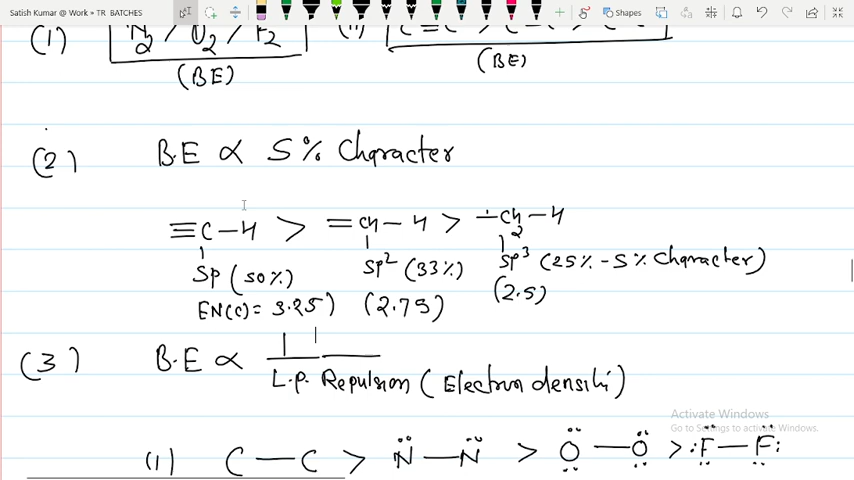 Satish Kumar @ Work » TR BATCHES
Shapes
(1) N2 / O2 / F2 (ii) C≡C
(BE) (BE)
(2) B.E ∝ S% Character
≡C–H > =CH–H > –CH2–H
Sp (50%) Sp² (33%) Sp³ (25%-S% Character)
EN(C)= 3.25) (2.75) (2.5)
(3) B.E ∝ 1
L.p. Repulsion (Electron densiti)
Activate Windows
Go to Settings to activate Windows.
(1) C–C > N–N > O–O > :F–F: